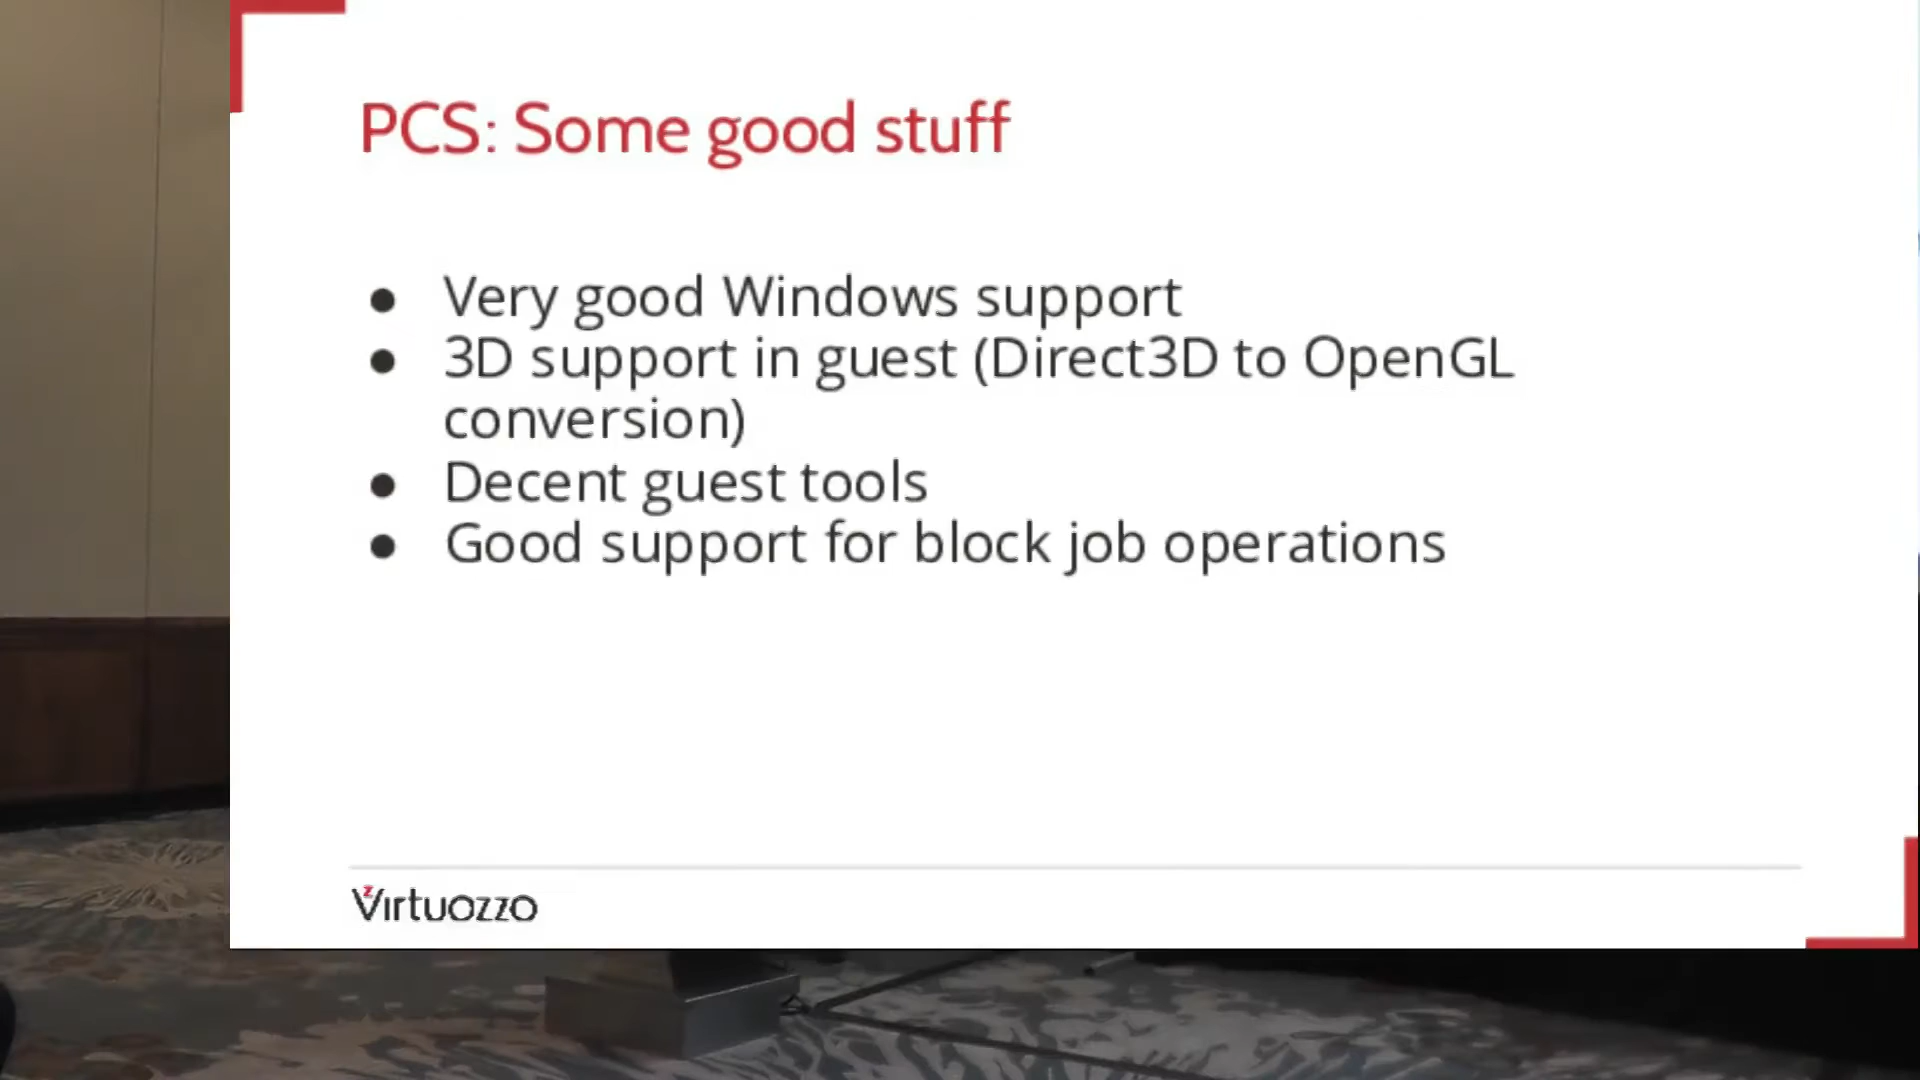 PCS: Some good stuff
● Very good Windows support
● 3D support in guest (Direct3D to OpenGL
conversion)
● Decent guest tools
● Good support for block job operations
Virtuozzo